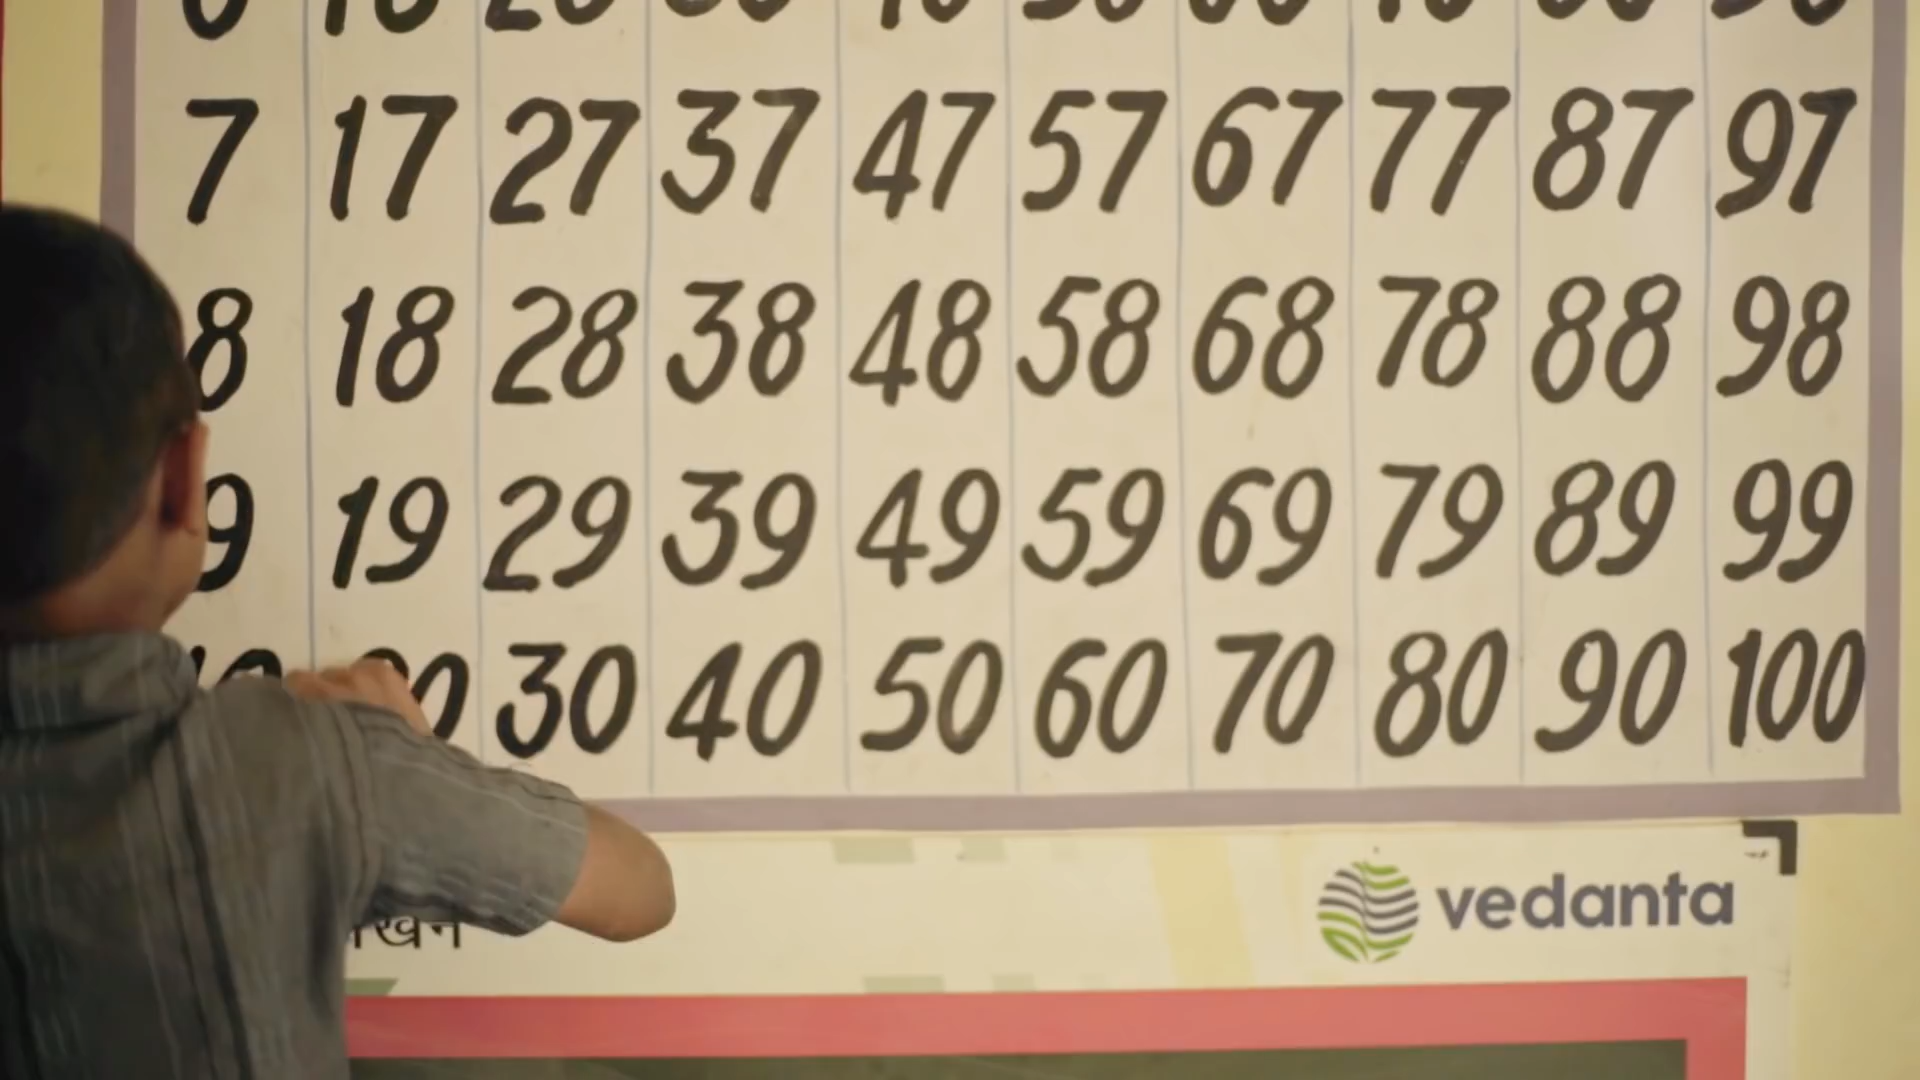 7 17 27 37 47 57 67 77 87 97
8 18 28 38 48 58 68 78 88 98
9 19 29 39 49 59 69 79 89 99
30 40 50 60 70 80 90 100
vedanta